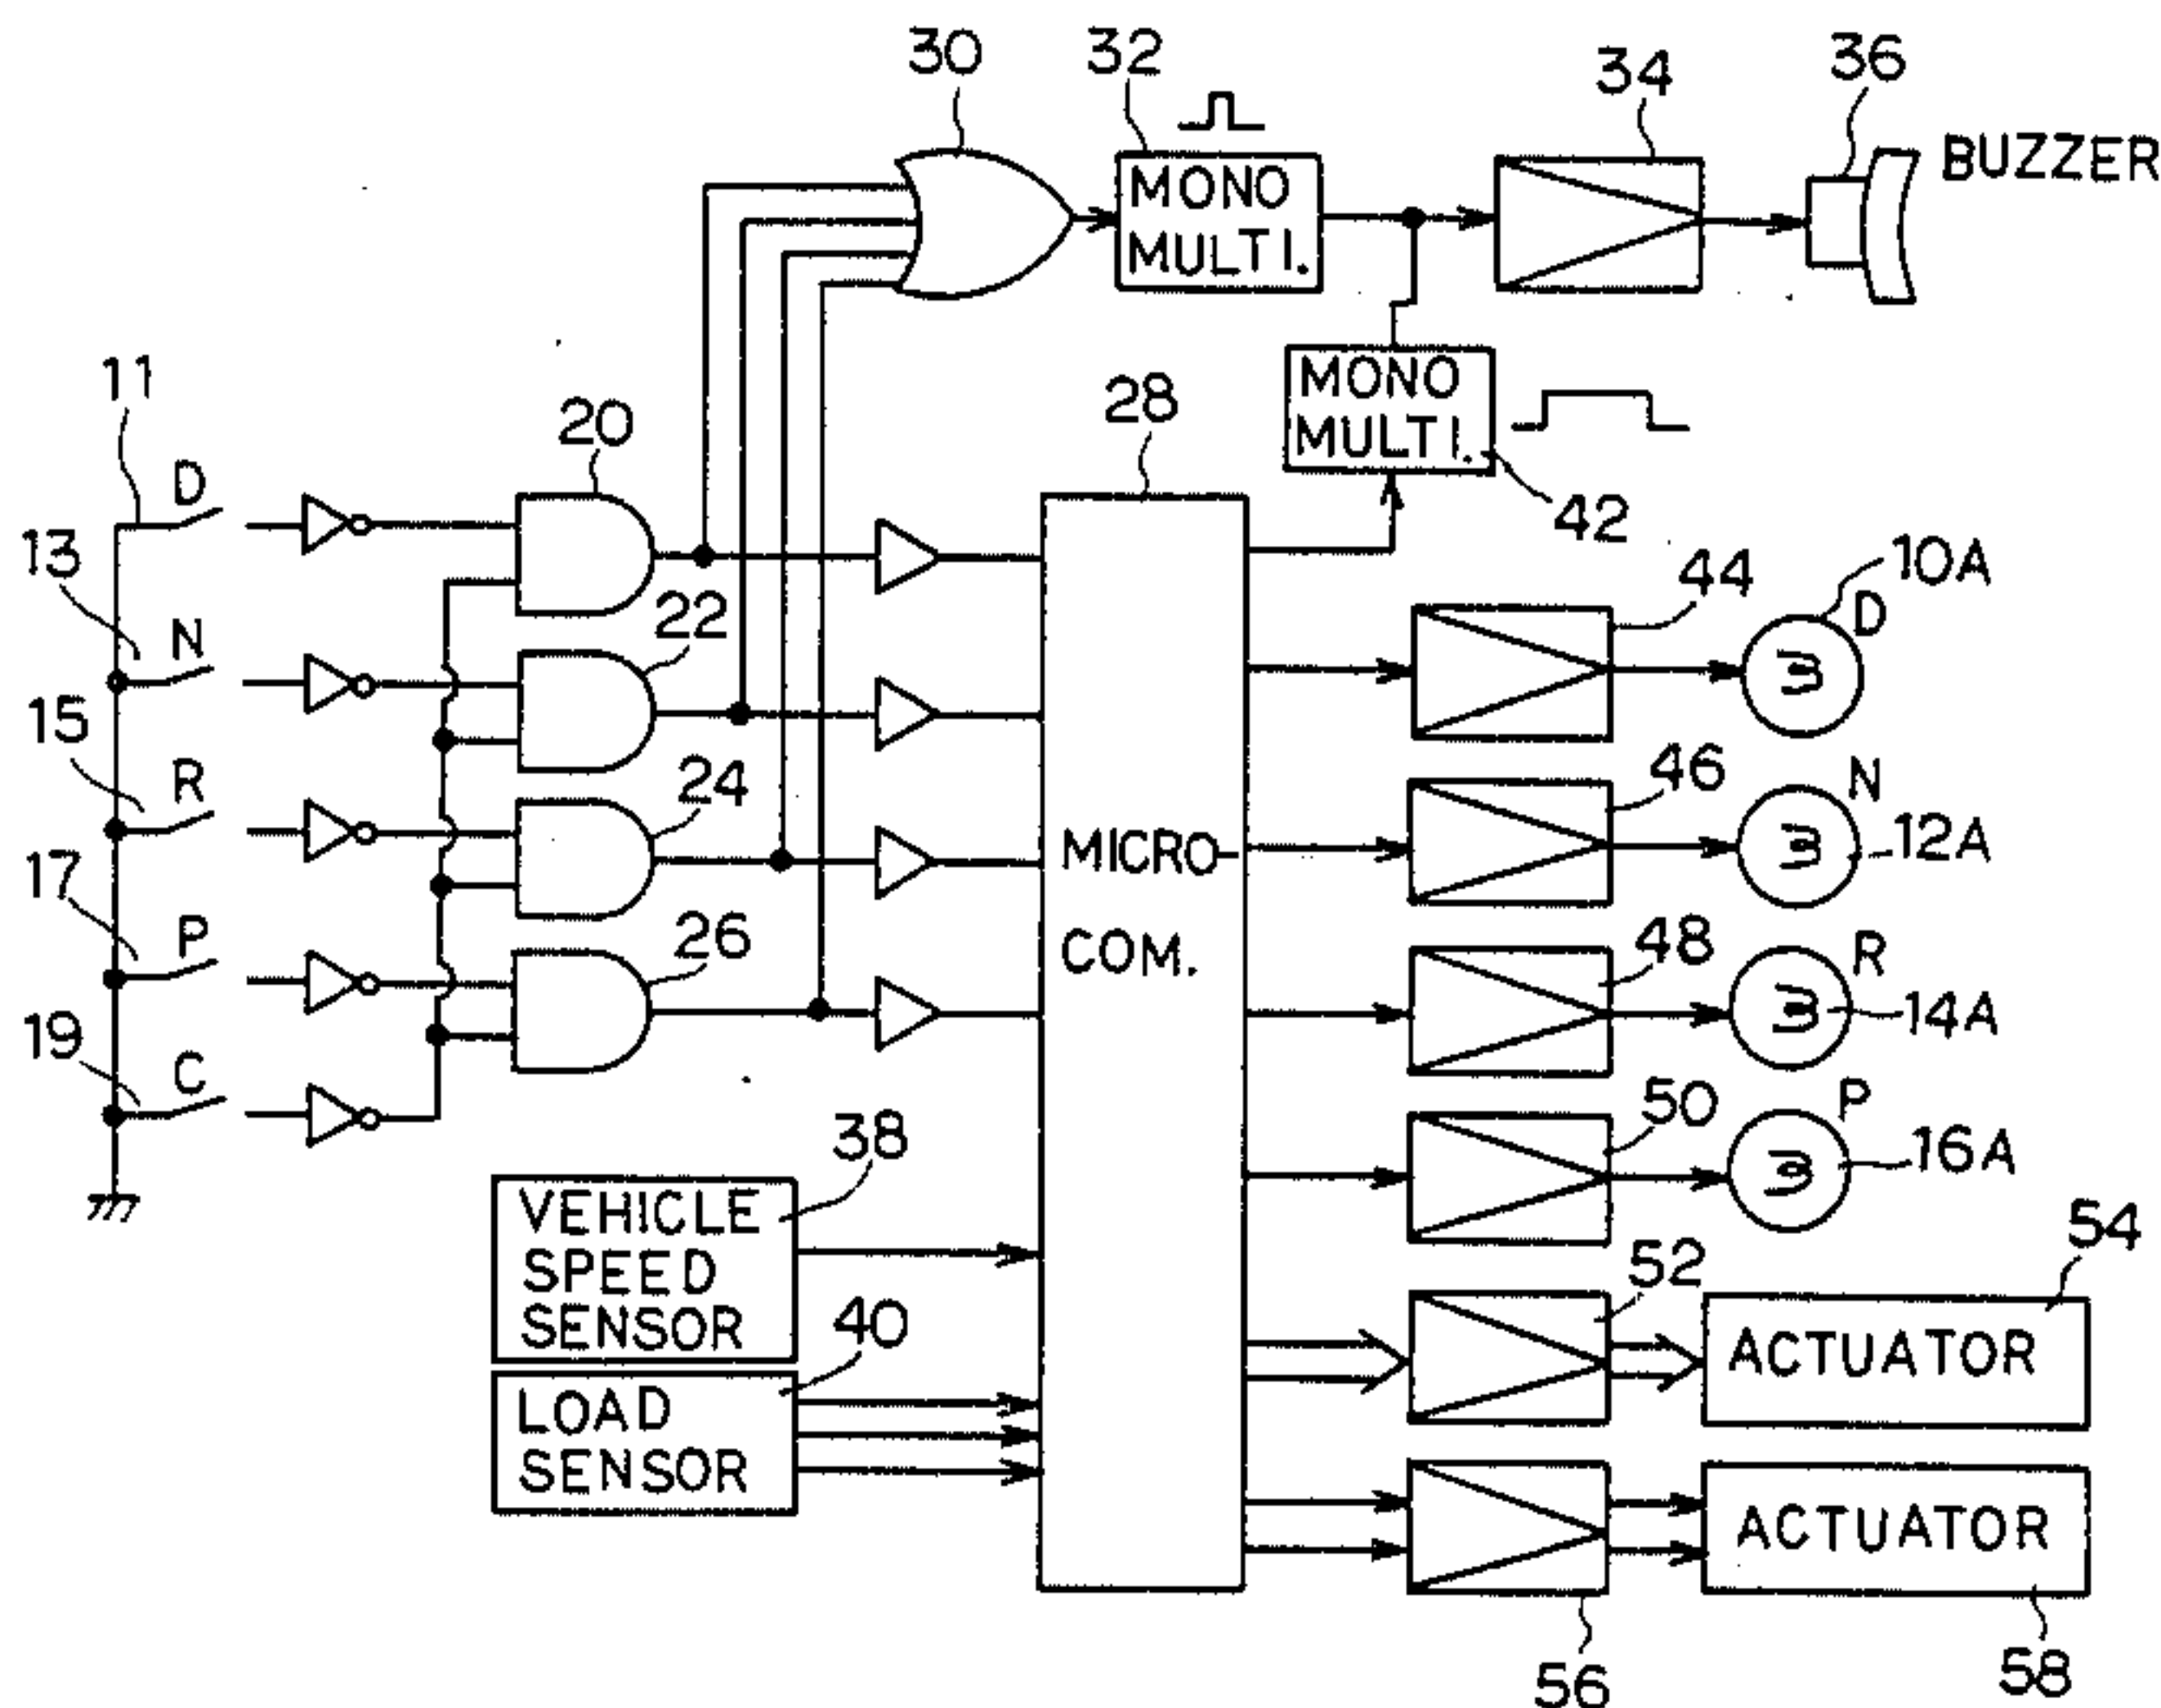 30
32
34
36
MONO
MULTI.
BUZZER
11
20
28
MONO
MULTI.
42
D
13
N
22
44
10A
D
15
R
24
46
N
12A
17
P
26
MICRO-
COM.
48
R
14A
19
C
38
50
P
16A
VEHICLE
SPEED
SENSOR
40
52
54
ACTUATOR
LOAD
SENSOR
ACTUATOR
56
58